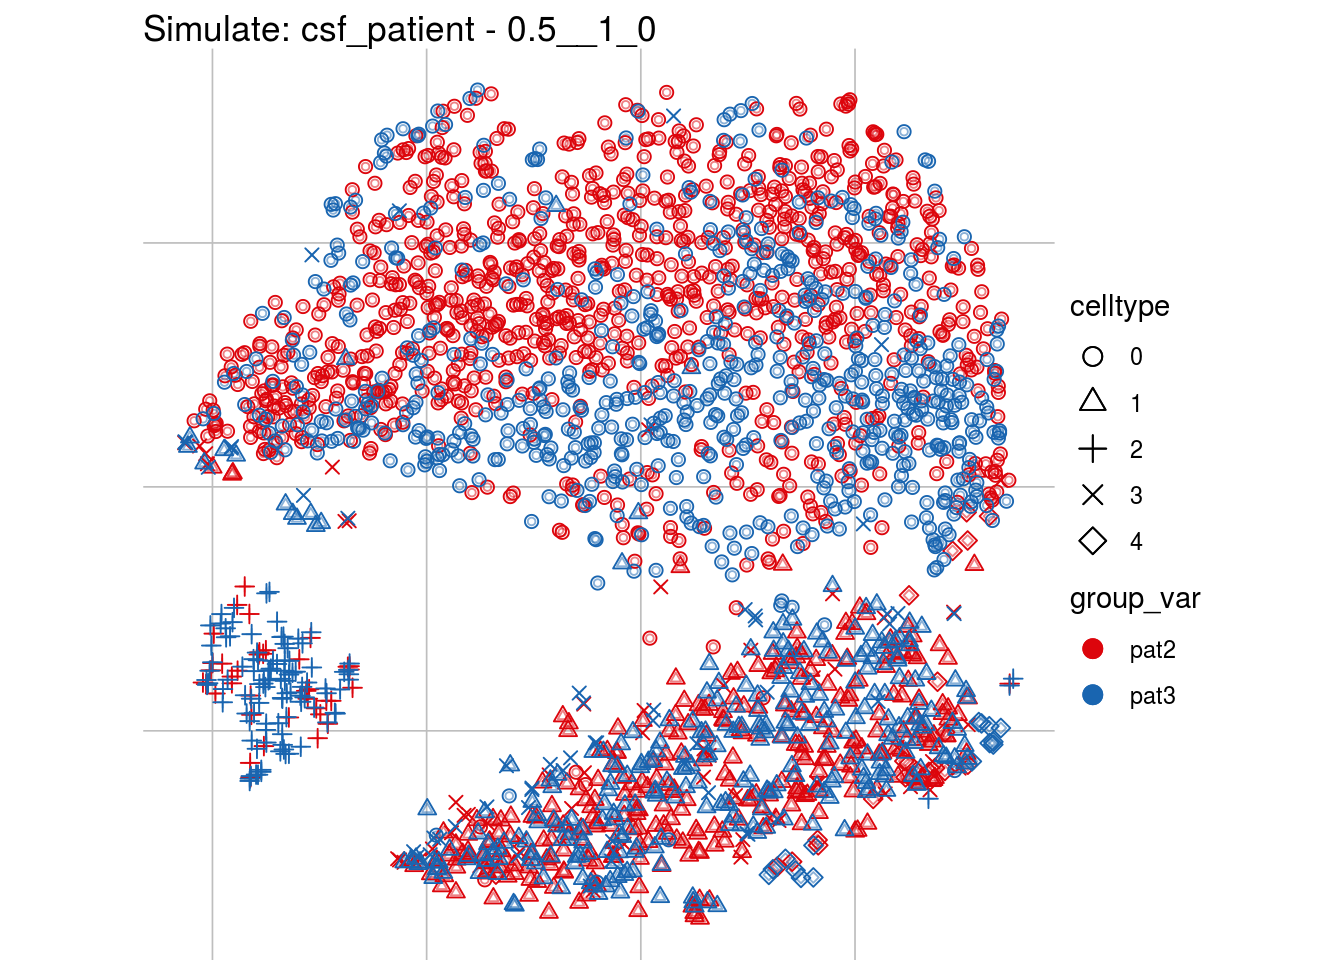 Simulate: csf_patient - 0.5__1_0
celltype
0
1
2
3
4
group_var
pat2
pat3